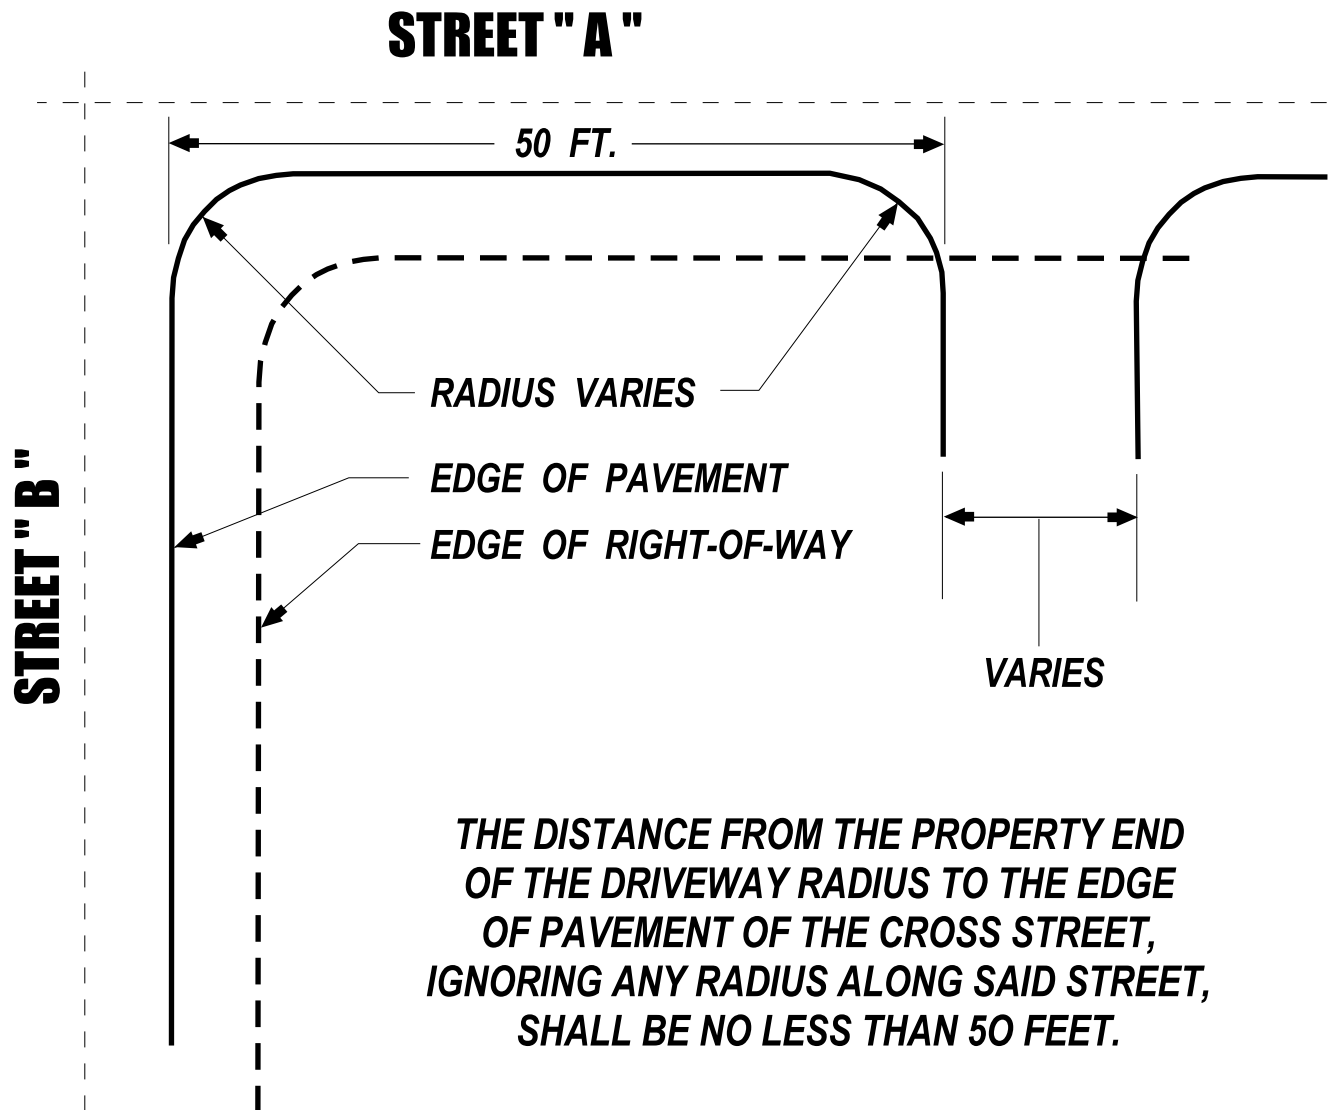 STREET " A "
50 FT.
RADIUS VARIES
EDGE OF PAVEMENT
EDGE OF RIGHT-OF-WAY
STREET " B "
VARIES
THE DISTANCE FROM THE PROPERTY END
OF THE DRIVEWAY RADIUS TO THE EDGE
OF PAVEMENT OF THE CROSS STREET,
IGNORING ANY RADIUS ALONG SAID STREET,
SHALL BE NO LESS THAN 5O FEET.